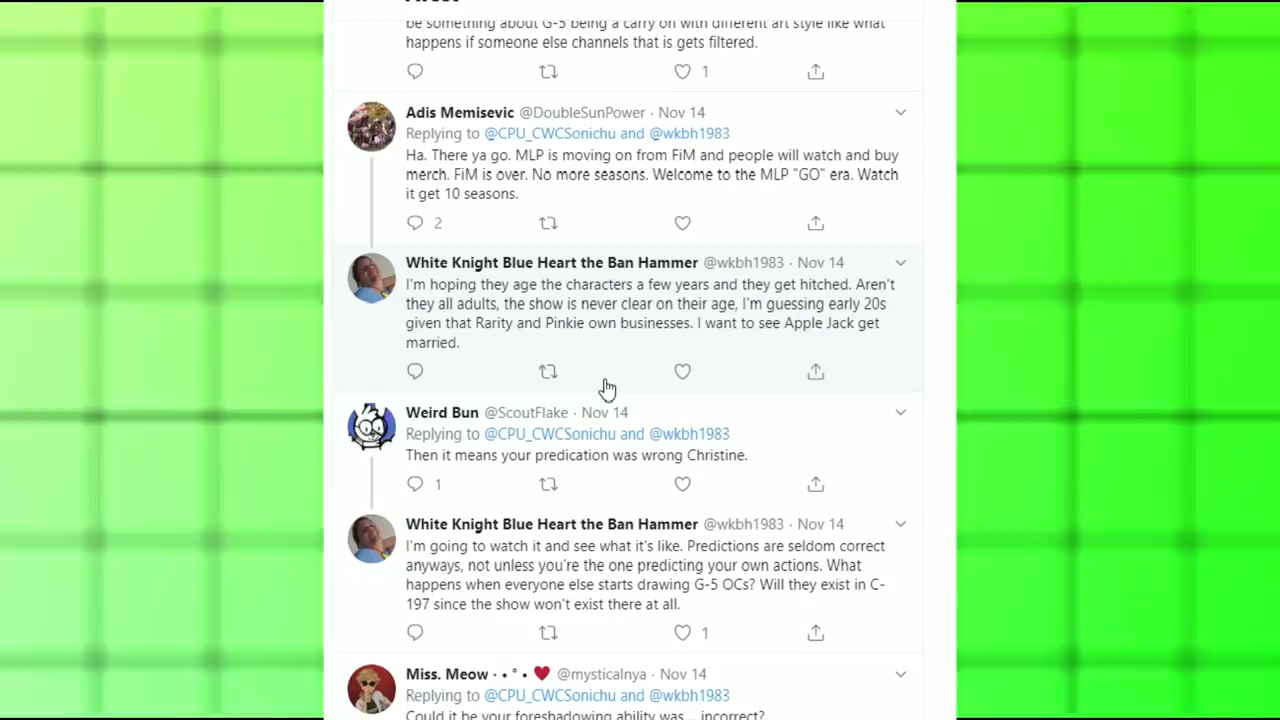 be something about G-5 being a carry on with different art style like what
happens if someone else channels that is gets filtered.
1
Adis Memisevic @DoubleSunPower · Nov 14
Replying to @CPU_CWCSonichu and @wkbh1983
Ha. There ya go. MLP is moving on from FiM and people will watch and buy
merch. FiM is over. No more seasons. Welcome to the MLP "GO" era. Watch
it get 10 seasons.
2
White Knight Blue Heart the Ban Hammer @wkbh1983 · Nov 14
I'm hoping they age the characters a few years and they get hitched. Aren't
they all adults, the show is never clear on their age, I'm guessing early 20s
given that Rarity and Pinkie own businesses. I want to see Apple Jack get
married.
Weird Bun @ScoutFlake · Nov 14
Replying to @CPU_CWCSonichu and @wkbh1983
Then it means your predication was wrong Christine.
1
White Knight Blue Heart the Ban Hammer @wkbh1983 · Nov 14
I'm going to watch it and see what it's like. Predictions are seldom correct
anyways, not unless you're the one predicting your own actions. What
happens when everyone else starts drawing G-5 OCs? Will they exist in C-
197 since the show won't exist there at all.
1
Miss. Meow · • ° • ♥ @mysticalnya · Nov 14
Replying to @CPU_CWCSonichu and @wkbh1983
Could it be your foreshadowing ability was... incorrect?